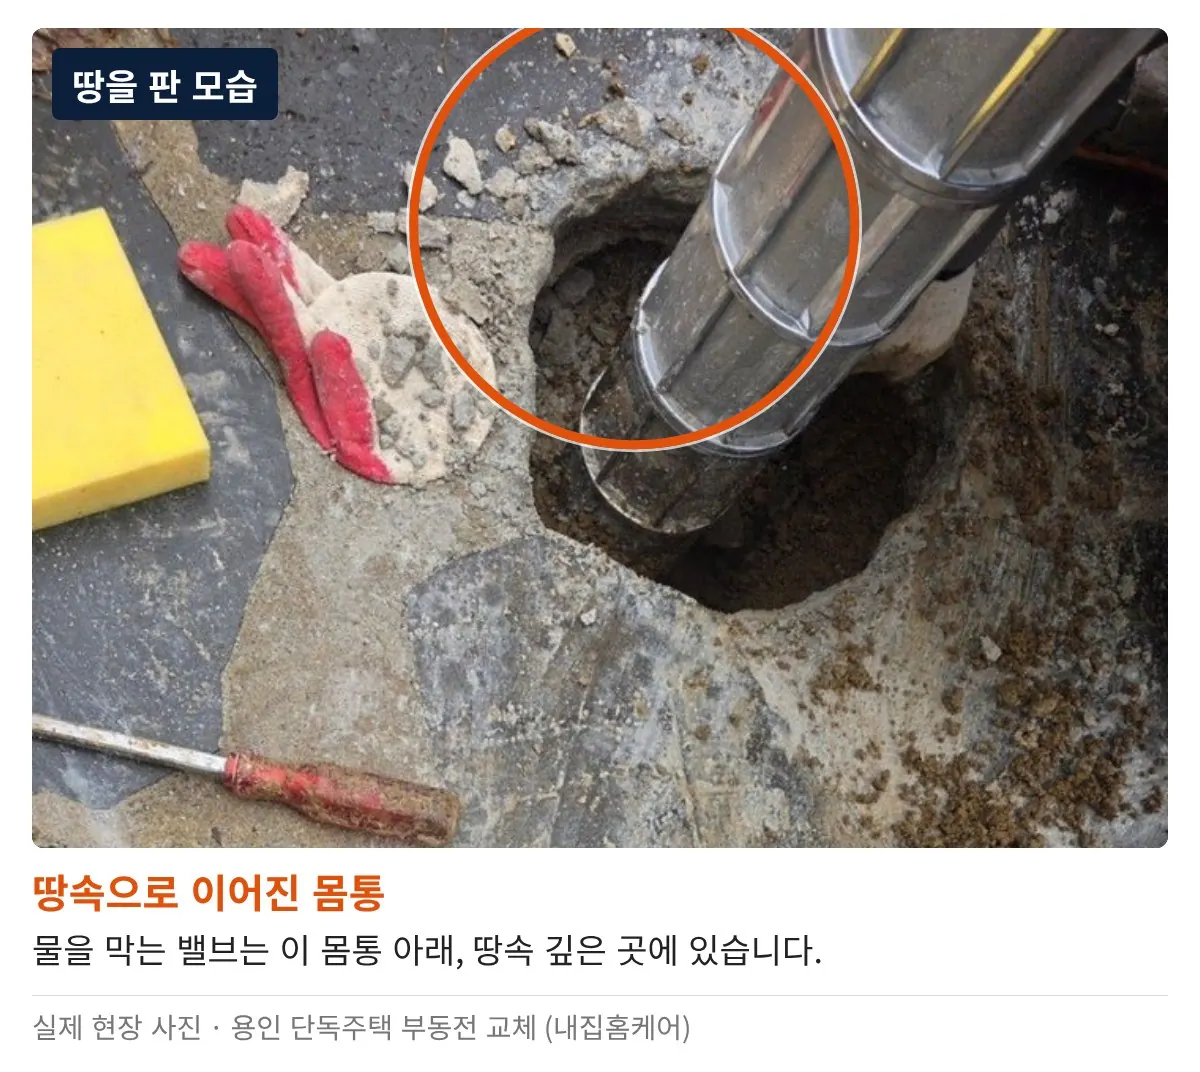 땅을 판 모습
땅속으로 이어진 몸통
물을 막는 밸브는 이 몸통 아래, 땅속 깊은 곳에 있습니다.
실제 현장 사진 · 용인 단독주택 부동전 교체 (내집홈케어)